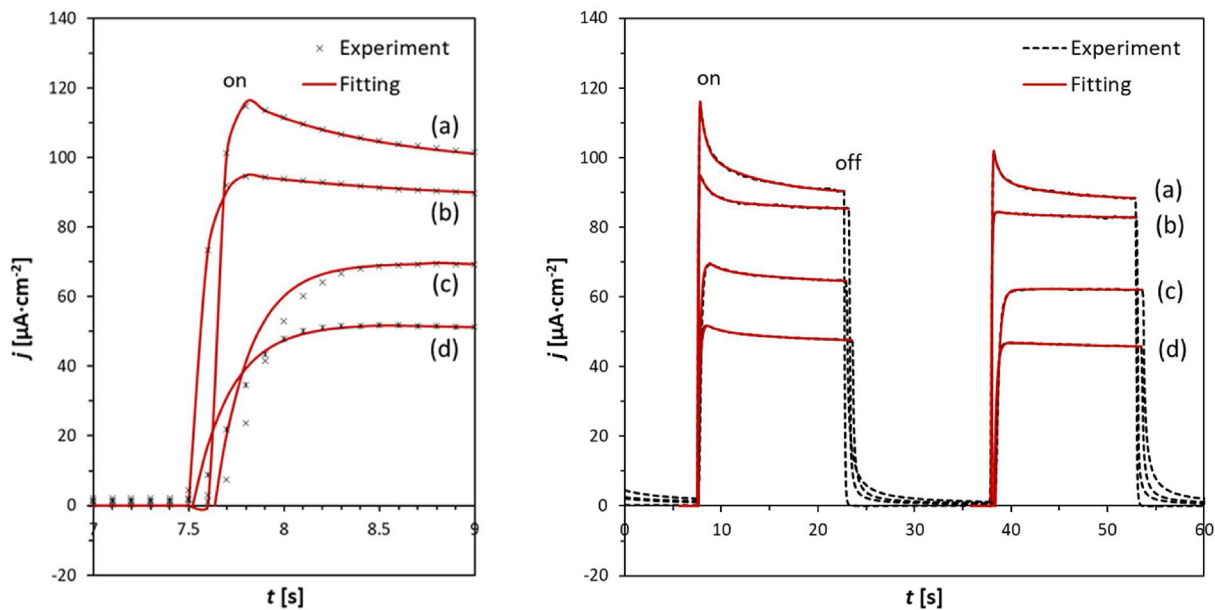 140
120
100
80
60
40
20
0
-20
j [µA·cm-2]
7
7.5
8
8.5
9
t [s]
× Experiment
Fitting
on
(a)
(b)
(c)
(d)
140
120
100
80
60
40
20
0
-20
j [µA·cm-2]
0
10
20
30
40
50
60
t [s]
Experiment
Fitting
on
off
(a)
(b)
(c)
(d)